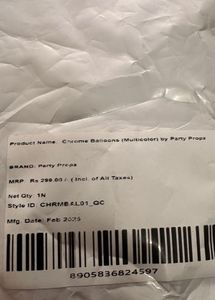 Product Name: Chrome Balloons (Multicolor) by Party Propz
BRAND: Party Propz
MRP: Rs 299.00 /- ( Incl. of All Taxes)
Net Qty: 1N
Style ID: CHRMBAL01_QC
Mfg. Date: Feb 2025
8905836824597